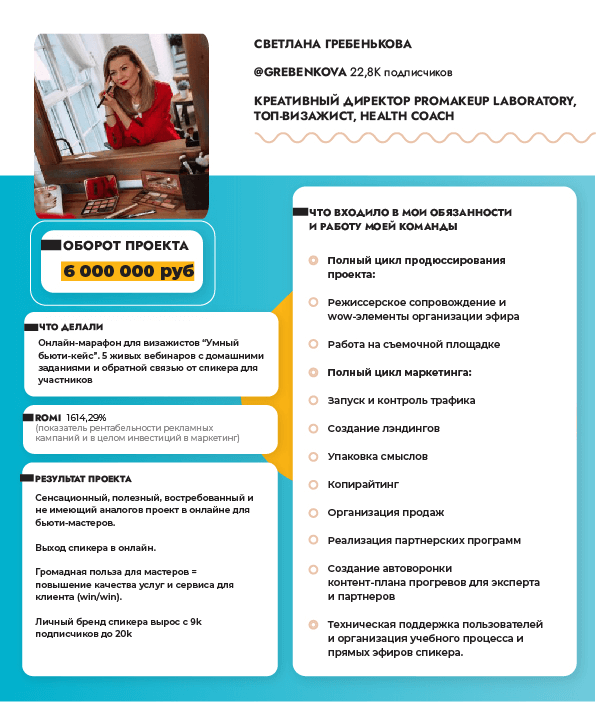 СВЕТЛАНА ГРЕБЕНЬКОВА
@GREBENKOVA 22,8K подписчиков
КРЕАТИВНЫЙ ДИРЕКТОР PROMAKEUP LABORATORY,
ТОП-ВИЗАЖИСТ, HEALTH COACH
ОБОРОТ ПРОЕКТА
6 000 000 руб
ЧТО ДЕЛАЛИ
Онлайн-марафон для визажистов “Умный
бьюти-кейс”. 5 живых вебинаров с домашними
заданиями и обратной связью от спикера для
участников
ROMI 1614,29%
(показатель рентабельности рекламных
кампаний и в целом инвестиций в маркетинг)
РЕЗУЛЬТАТ ПРОЕКТА
Сенсационный, полезный, востребованный и
не имеющий аналогов проект в онлайне для
бьюти-мастеров.
Выход спикера в онлайн.
Громадная польза для мастеров =
повышение качества услуг и сервиса для
клиента (win/win).
Личный бренд спикера вырос с 9k
подписчиков до 20k
ЧТО ВХОДИЛО В МОИ ОБЯЗАННОСТИ
И РАБОТУ МОЕЙ КОМАНДЫ
Полный цикл продюссирования
проекта:
Режиссерское сопровождение и
wow-элементы организации эфира
Работа на съемочной площадке
Полный цикл маркетинга:
Запуск и контроль трафика
Создание лэндингов
Упаковка смыслов
Копирайтинг
Организация продаж
Реализация партнерских программ
Создание автоворонки
контент-плана прогревов для эксперта
и партнеров
Техническая поддержка пользователей
и организация учебного процесса и
прямых эфиров спикера.